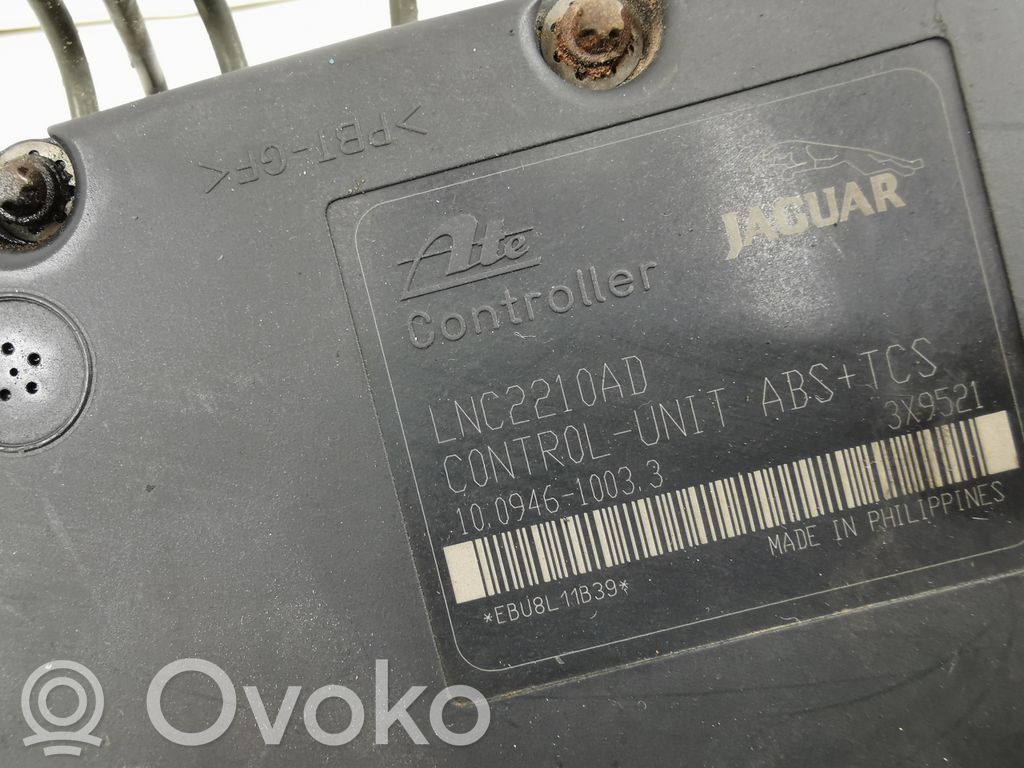 >PBT-GF<
Ate
JAGUAR
Controller
LNC2210AD
CONTROL-UNIT ABS+TCS
10.0946-1003.3 3X9521
MADE IN PHILIPPINES
*EBU8L11B39*
Ovoko